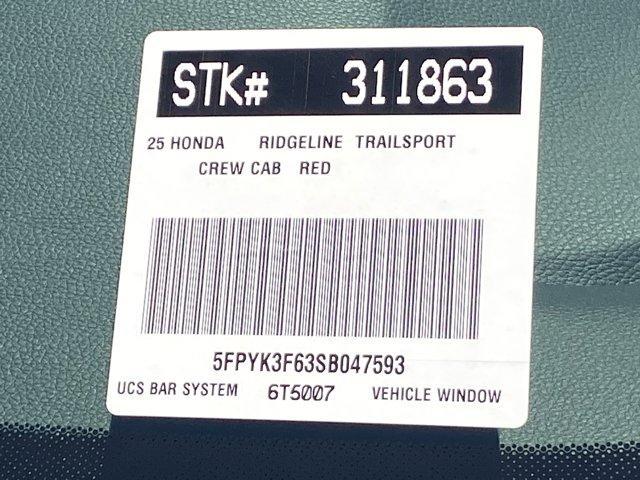 STK# 311863
25 HONDA RIDGELINE TRAILSPORT
CREW CAB RED
5FPYK3F63SB047593
UCS BAR SYSTEM 6T5007 VEHICLE WINDOW